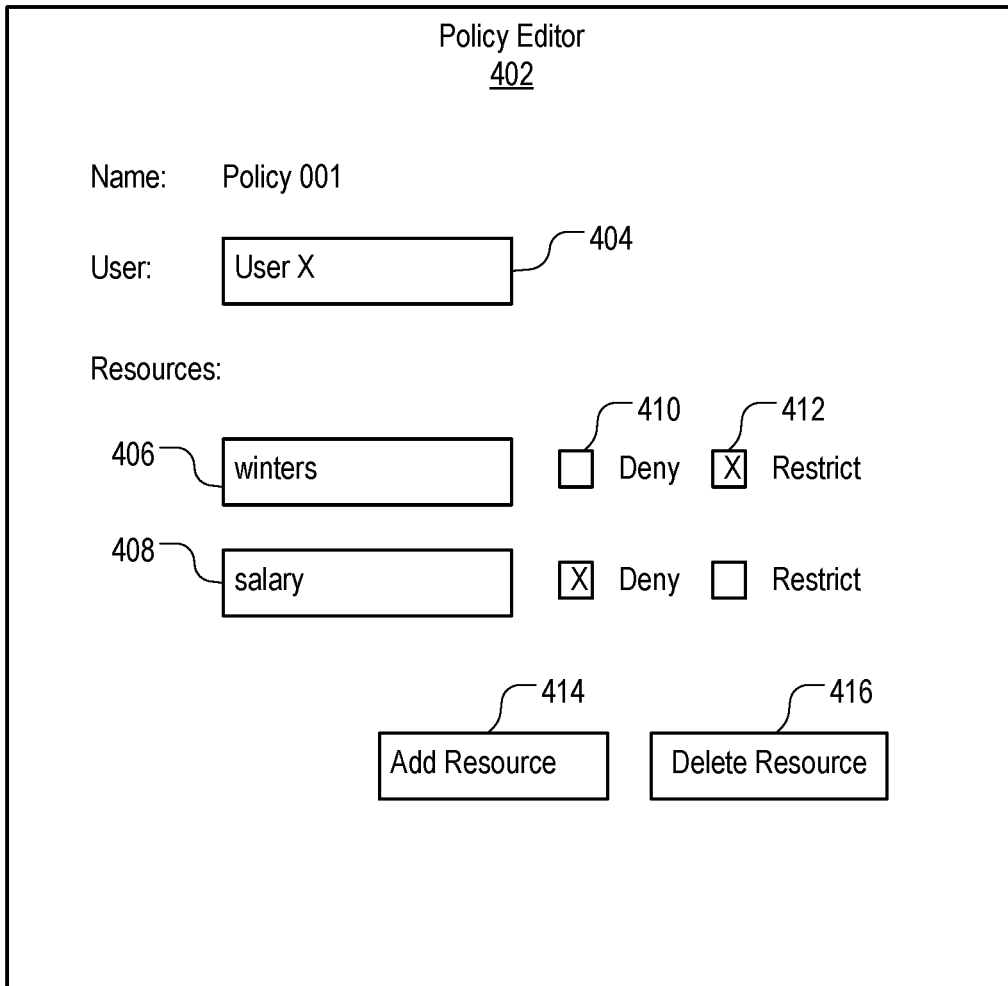 Policy Editor
402
Name: Policy 001
User: User X 404
Resources:
410 412
406 winters Deny X Restrict
408 salary X Deny Restrict
414 416
Add Resource Delete Resource